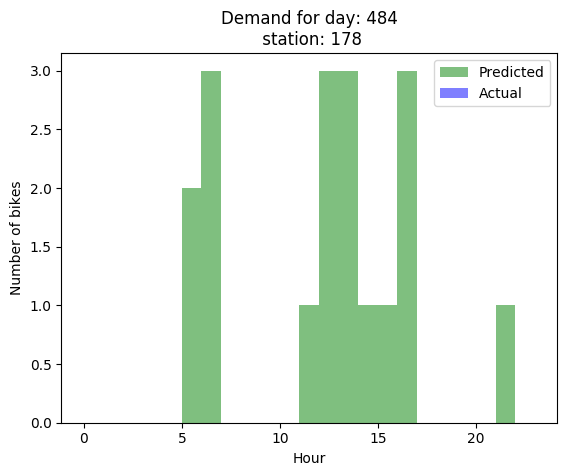 Demand for day: 484
station: 178
Predicted
Actual
3.0
2.5
2.0
1.5
1.0
0.5
0.0
Number of bikes
0 5 10 15 20
Hour